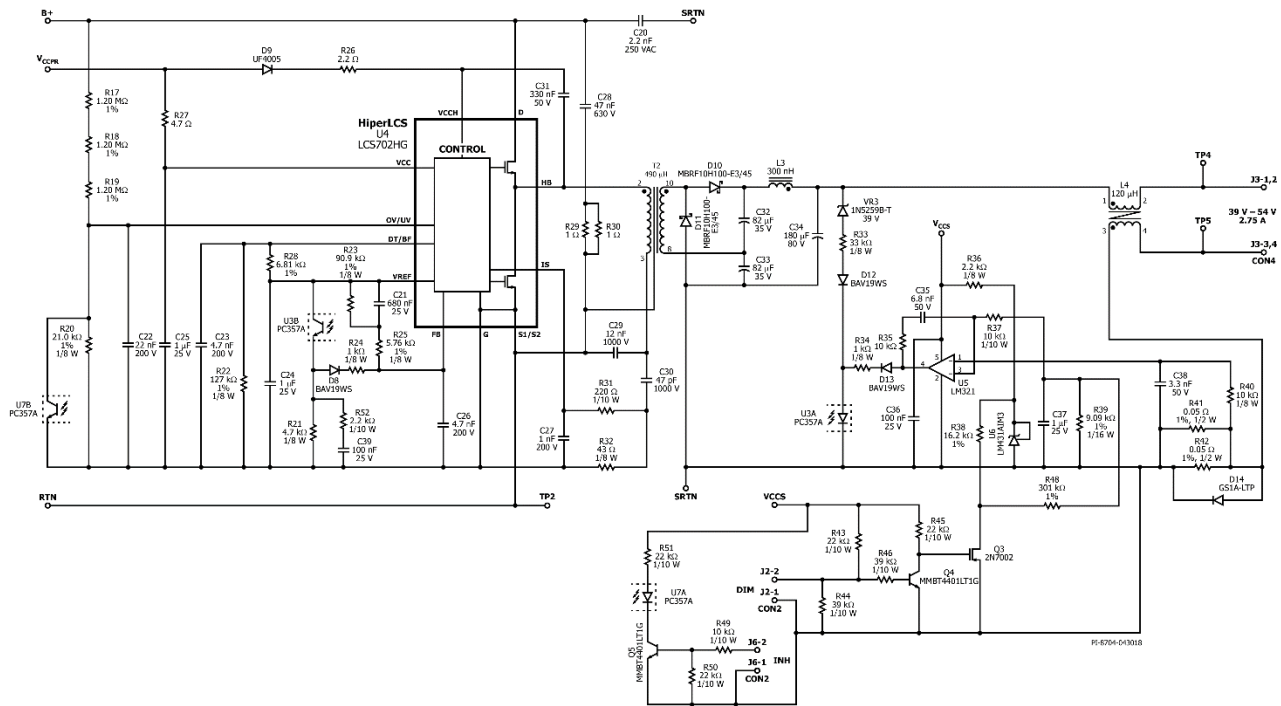 B+
SRTN
C20
2.2 nF
250 VAC
VCCPR
D9
UF4005
R26
2.2 Ω
R17
1.20 MΩ
1%
R27
4.7 Ω
C31
330 nF
50 V
C28
47 nF
630 V
VCCH
D
HiperLCS
U4
LCS702HG
CONTROL
R18
1.20 MΩ
1%
VCC
R19
1.20 MΩ
1%
HB
T2
490 µH
2
10
3
8
D10
MBRF10H100-E3/45
L3
300 nH
D11
MBRF10H100-
E3/45
C32
82 µF
35 V
C34
180 µF
80 V
C33
82 µF
35 V
VR3
1N5259B-T
39 V
TP4
L4
120 µH
1
2
3
4
J3-1,2
39 V – 54 V
2.75 A
TP5
J3-3,4
CON4
OV/UV
DT/BF
R29
1 Ω
R30
1 Ω
R33
33 kΩ
1/8 W
VCCS
R28
6.81 kΩ
1%
R23
90.9 kΩ
1%
1/8 W
VREF
IS
D12
BAV19WS
R36
2.2 kΩ
1/8 W
C21
680 nF
25 V
C35
6.8 nF
50 V
R20
21.0 kΩ
1%
1/8 W
C22
22 nF
200 V
C25
1 µF
25 V
C23
4.7 nF
200 V
U3B
PC357A
R24
1 kΩ
1/8 W
R25
5.76 kΩ
1%
1/8 W
FB
G
S1/S2
C29
12 nF
1000 V
R34
1 kΩ
1/8 W
R35
10 kΩ
R37
10 kΩ
1/10 W
4
5
1
3
2
U5
LM321
D8
BAV19WS
D13
BAV19WS
R22
127 kΩ
1%
1/8 W
C24
1 µF
25 V
R31
220 Ω
1/10 W
C30
47 pF
1000 V
C38
3.3 nF
50 V
R40
10 kΩ
1/8 W
U7B
PC357A
R21
4.7 kΩ
1/8 W
R52
2.2 kΩ
1/10 W
C39
100 nF
25 V
C26
4.7 nF
200 V
C27
1 nF
200 V
R32
43 Ω
1/8 W
U3A
PC357A
C36
100 nF
25 V
R38
16.2 kΩ
1%
U6
LM431AIM3
C37
1 µF
25 V
R39
9.09 kΩ
1%
1/16 W
R41
0.05 Ω
1%, 1/2 W
R42
0.05 Ω
1%, 1/2 W
D14
GS1A-LTP
RTN
TP2
SRTN
VCCS
R48
301 kΩ
1%
R51
22 kΩ
1/10 W
R43
22 kΩ
1/10 W
R45
22 kΩ
1/10 W
R46
39 kΩ
1/10 W
Q3
2N7002
U7A
PC357A
J2-2
DIM
J2-1
CON2
R44
39 kΩ
1/10 W
Q4
MMBT4401LT1G
Q5
MMBT4401LT1G
R49
10 kΩ
1/10 W
J6-2
INH
R50
22 kΩ
1/10 W
J6-1
CON2
PI-6704-043018